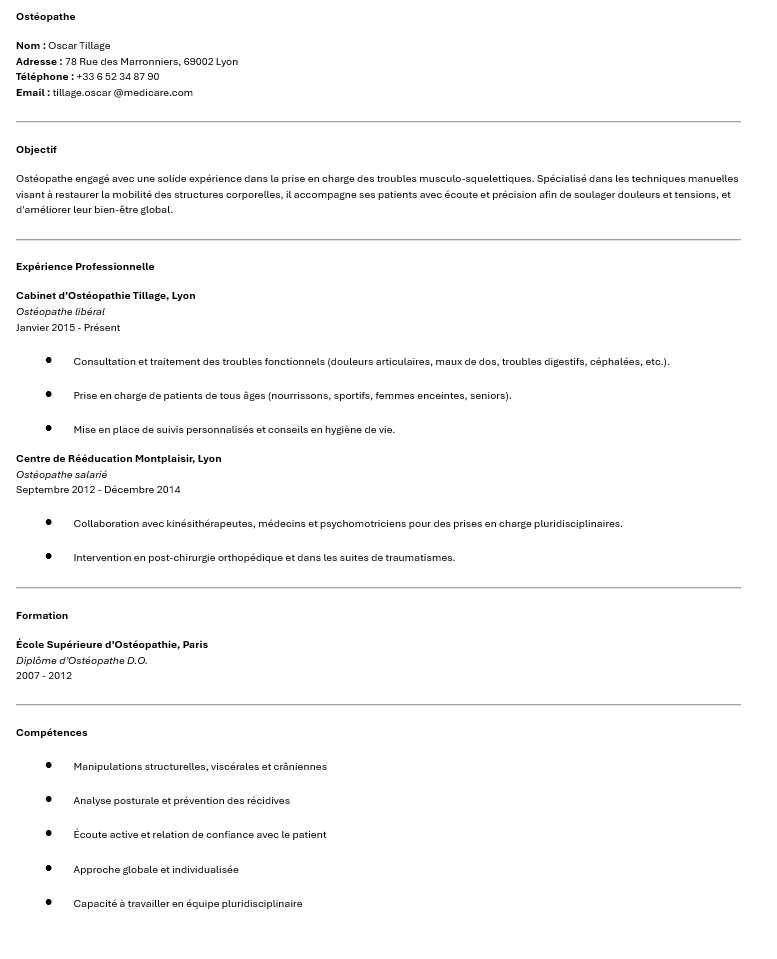 Ostéopathe
Nom : Oscar Tillage
Adresse : 78 Rue des Marronniers, 69002 Lyon
Téléphone : +33 6 52 34 87 90
Email : tillage.oscar @medicare.com
Objectif
Ostéopathe engagé avec une solide expérience dans la prise en charge des troubles musculo-squelettiques. Spécialisé dans les techniques manuelles
visant à restaurer la mobilité des structures corporelles, il accompagne ses patients avec écoute et précision afin de soulager douleurs et tensions, et
d'améliorer leur bien-être global.
Expérience Professionnelle
Cabinet d'Ostéopathie Tillage, Lyon
Ostéopathe libéral
Janvier 2015 - Présent
● Consultation et traitement des troubles fonctionnels (douleurs articulaires, maux de dos, troubles digestifs, céphalées, etc.).
● Prise en charge de patients de tous âges (nourrissons, sportifs, femmes enceintes, seniors).
● Mise en place de suivis personnalisés et conseils en hygiène de vie.
Centre de Rééducation Montplaisir, Lyon
Ostéopathe salarié
Septembre 2012 - Décembre 2014
● Collaboration avec kinésithérapeutes, médecins et psychomotriciens pour des prises en charge pluridisciplinaires.
● Intervention en post-chirurgie orthopédique et dans les suites de traumatismes.
Formation
École Supérieure d'Ostéopathie, Paris
Diplôme d'Ostéopathe D.O.
2007 - 2012
Compétences
● Manipulations structurelles, viscérales et crâniennes
● Analyse posturale et prévention des récidives
● Écoute active et relation de confiance avec le patient
● Approche globale et individualisée
● Capacité à travailler en équipe pluridisciplinaire